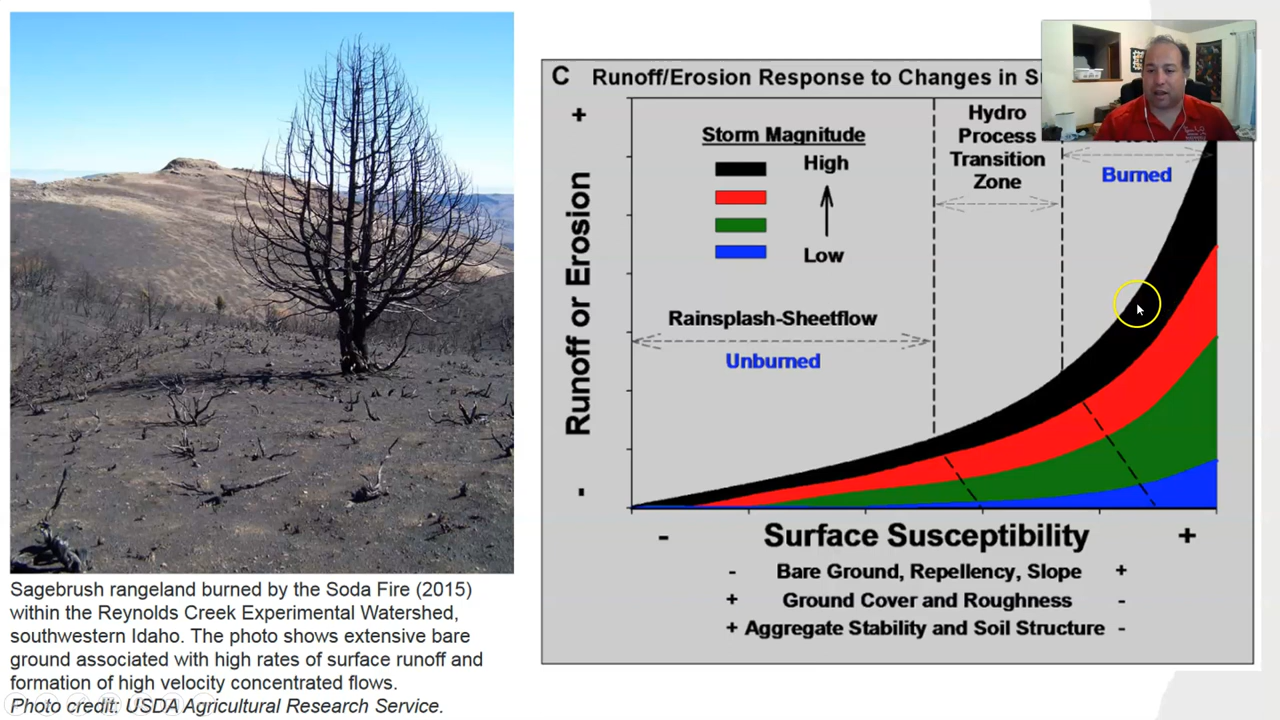 Sagebrush rangeland burned by the Soda Fire (2015)
within the Reynolds Creek Experimental Watershed,
southwestern Idaho. The photo shows extensive bare
ground associated with high rates of surface runoff and
formation of high velocity concentrated flows.
Photo credit: USDA Agricultural Research Service.
C Runoff/Erosion Response to Changes in
Storm Magnitude
High
Low
Hydro
Process
Transition
Zone
Burned
Rainsplash-Sheetflow
Unburned
Runoff or Erosion
+
-
- Surface Susceptibility +
- Bare Ground, Repellency, Slope +
+ Ground Cover and Roughness -
+ Aggregate Stability and Soil Structure -